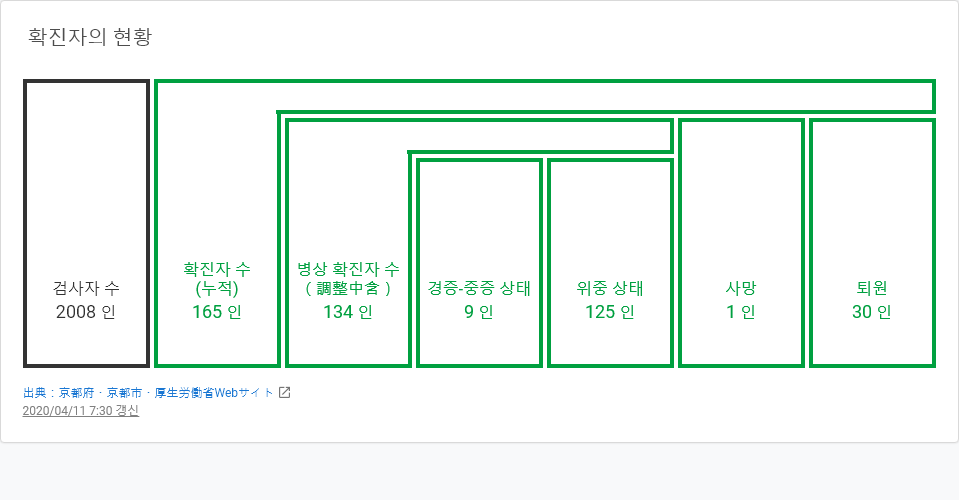 확진자의 현황
검사자 수
2008 인
확진자 수
(누적)
165 인
병상 확진자 수
( 調整中含 )
134 인
경증-중증 상태
9 인
위중 상태
125 인
사망
1 인
퇴원
30 인
出典：京都府・京都市・厚生労働省Webサイト
2020/04/11 7:30 갱신